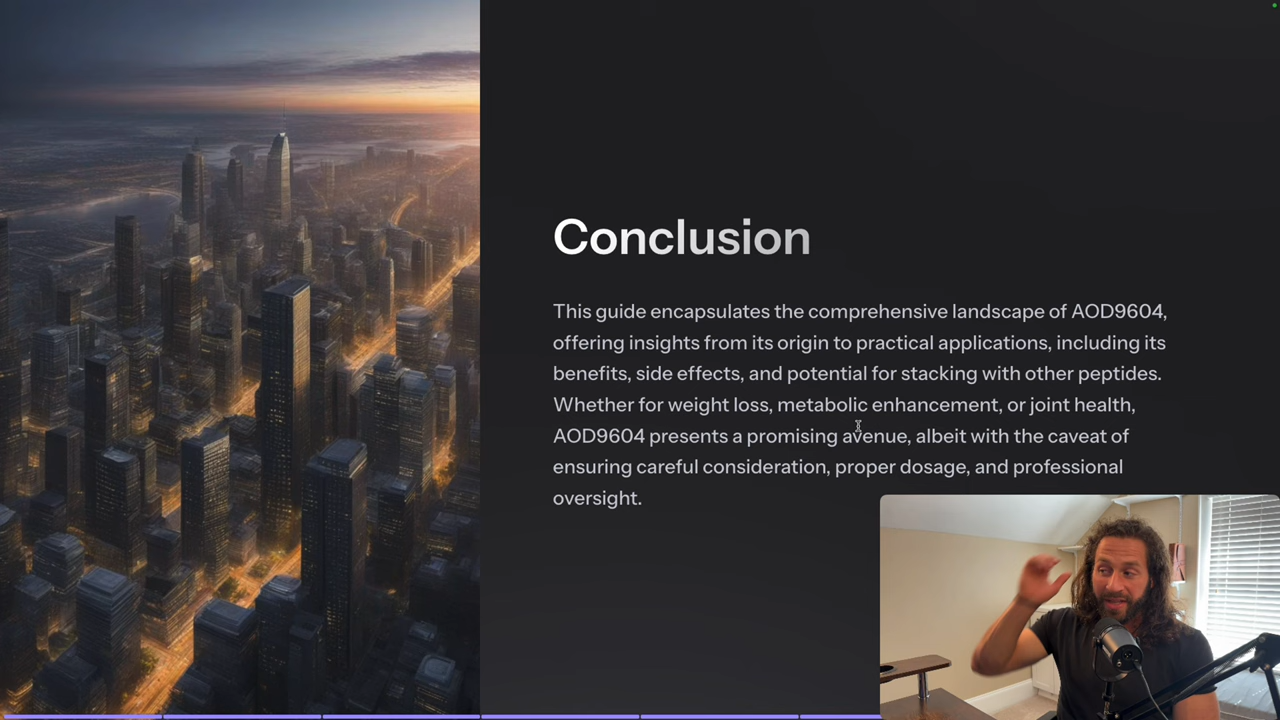 Conclusion
This guide encapsulates the comprehensive landscape of AOD9604,
offering insights from its origin to practical applications, including its
benefits, side effects, and potential for stacking with other peptides.
Whether for weight loss, metabolic enhancement, or joint health,
AOD9604 presents a promising avenue, albeit with the caveat of
ensuring careful consideration, proper dosage, and professional
oversight.